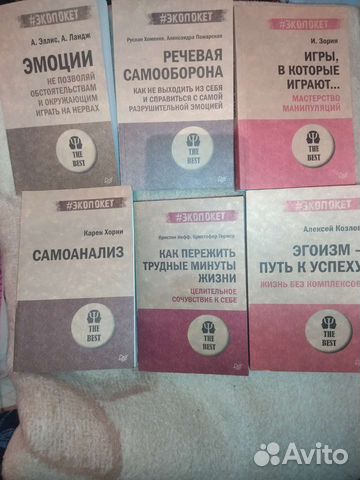 #ЭКОПОКЕТ
А. Эллис, А. Ландж
ЭМОЦИИ
НЕ ПОЗВОЛЯЙ
ОБСТОЯТЕЛЬСТВАМ
И ОКРУЖАЮЩИМ
ИГРАТЬ НА НЕРВАХ
THE
BEST
#ЭКОПОКЕТ
Руслан Хоменко, Александра Пожарская
РЕЧЕВАЯ
САМООБОРОНА
КАК НЕ ВЫХОДИТЬ ИЗ СЕБЯ
И СПРАВИТЬСЯ С САМОЙ
РАЗРУШИТЕЛЬНОЙ ЭМОЦИЕЙ
THE
BEST
#ЭКОПОКЕТ
И. Зорин
ИГРЫ,
В КОТОРЫЕ
ИГРАЮТ...
МАСТЕРСТВО
МАНИПУЛЯЦИЙ
THE
BEST
#ЭКОПОКЕТ
Карен Хорни
САМОАНАЛИЗ
THE
BEST
#ЭКОПОКЕТ
Кристин Нефф, Кристофер Гермер
КАК ПЕРЕЖИТЬ
ТРУДНЫЕ МИНУТЫ
ЖИЗНИ
ЦЕЛИТЕЛЬНОЕ
СОЧУВСТВИЕ К СЕБЕ
THE
BEST
#ЭКОПОКЕТ
Алексей Козлов
ЭГОИЗМ –
ПУТЬ К УСПЕХУ
ЖИЗНЬ БЕЗ КОМПЛЕКСОВ
THE
BEST
Avito